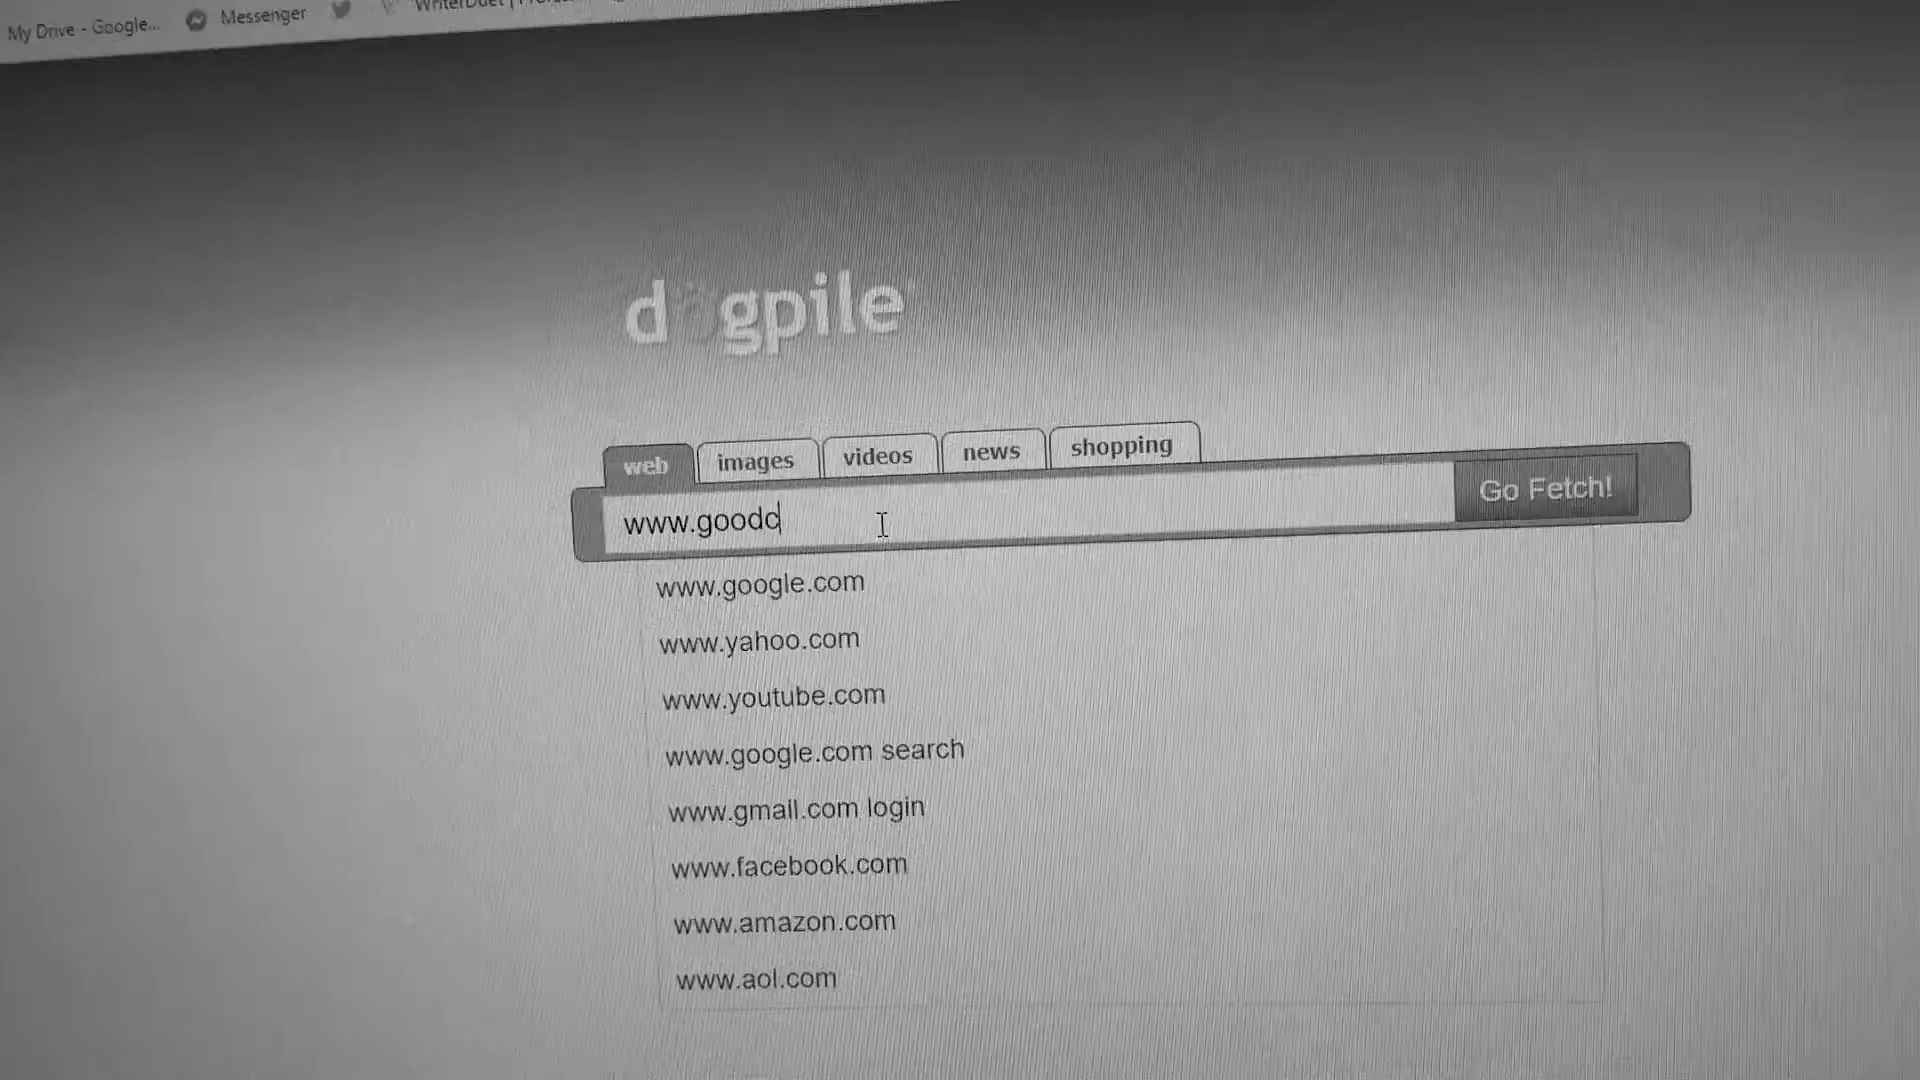 My Drive - Google...
Messenger
WriterDuet |
dogpile
web
images
videos
news
shopping
www.goodc
Go Fetch!
www.google.com
www.yahoo.com
www.youtube.com
www.google.com search
www.gmail.com login
www.facebook.com
www.amazon.com
www.aol.com